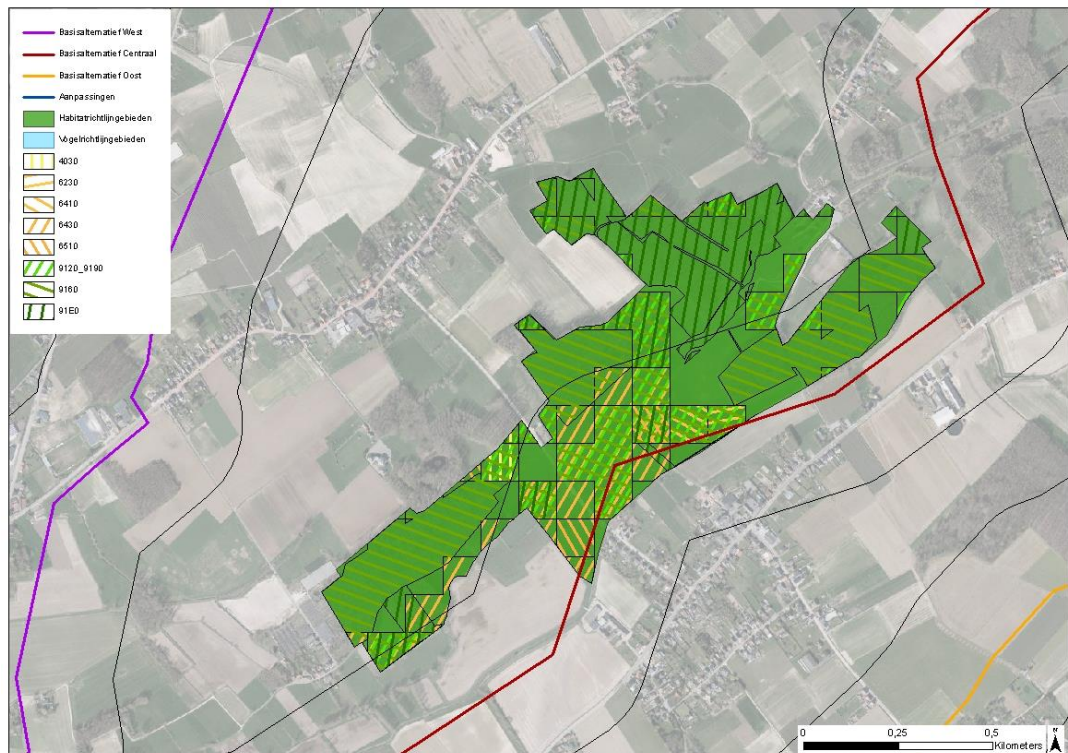 Basisalternatief West
Basisalternatief Centraal
Basisalternatief Oost
Aanpassingen
Habitatrichtlijngebieden
Vogelrichtlijngebieden
4030
6230
6410
6430
6510
9120_9190
9160
91E0
N
0 0,25 0,5
Kilometers